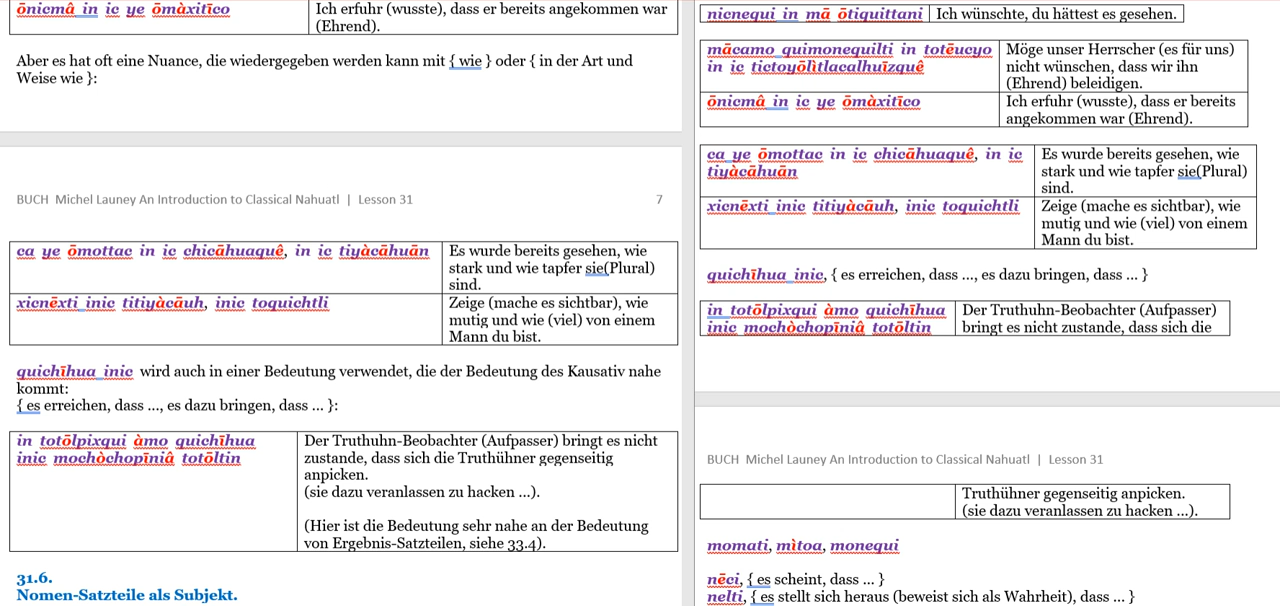 ōnicmâ in ic ye ōmàxitīco
Ich erfuhr (wusste), dass er bereits angekommen war
(Ehrend).
Aber es hat oft eine Nuance, die wiedergegeben werden kann mit { wie } oder { in der Art und
Weise wie }:
BUCH Michel Launey An Introduction to Classical Nahuatl | Lesson 31
7
ca ye ōmottac in ic chicāhuaquê, in ic tiyàcāhuān
Es wurde bereits gesehen, wie
stark und wie tapfer sie(Plural)
sind.
xicnēxti inic titiyàcāuh, inic toquichtli
Zeige (mache es sichtbar), wie
mutig und wie (viel) von einem
Mann du bist.
quichīhua inic wird auch in einer Bedeutung verwendet, die der Bedeutung des Kausativ nahe
kommt:
{ es erreichen, dass ..., es dazu bringen, dass ... }:
in totōlpixqui àmo quichīhua
inic mochòchopīniâ totōltin
Der Truthuhn-Beobachter (Aufpasser) bringt es nicht
zustande, dass sich die Truthühner gegenseitig
anpicken.
(sie dazu veranlassen zu hacken ...).
(Hier ist die Bedeutung sehr nahe an der Bedeutung
von Ergebnis-Satzteilen, siehe 33.4).
31.6.
Nomen-Satzteile als Subjekt.
nicnequi in mā ōtiquittani
Ich wünschte, du hättest es gesehen.
mācamo quimonequilti in totēucyo
in ic tictoyōlìtlacalhuīzquê
Möge unser Herrscher (es für uns)
nicht wünschen, dass wir ihn
(Ehrend) beleidigen.
ōnicmâ in ic ye ōmàxitīco
Ich erfuhr (wusste), dass er bereits
angekommen war (Ehrend).
ca ye ōmottac in ic chicāhuaquê, in ic
tiyàcāhuān
Es wurde bereits gesehen, wie
stark und wie tapfer sie(Plural)
sind.
xicnēxti inic titiyàcāuh, inic toquichtli
Zeige (mache es sichtbar), wie
mutig und wie (viel) von einem
Mann du bist.
quichīhua inic, { es erreichen, dass ..., es dazu bringen, dass ... }
in totōlpixqui àmo quichīhua
inic mochòchopīniâ totōltin
Der Truthuhn-Beobachter (Aufpasser)
bringt es nicht zustande, dass sich die
BUCH Michel Launey An Introduction to Classical Nahuatl | Lesson 31
Truthühner gegenseitig anpicken.
(sie dazu veranlassen zu hacken ...).
momati, mìtoa, monequi
nēci, { es scheint, dass ... }
nelti, { es stellt sich heraus (beweist sich als Wahrheit), dass ... }